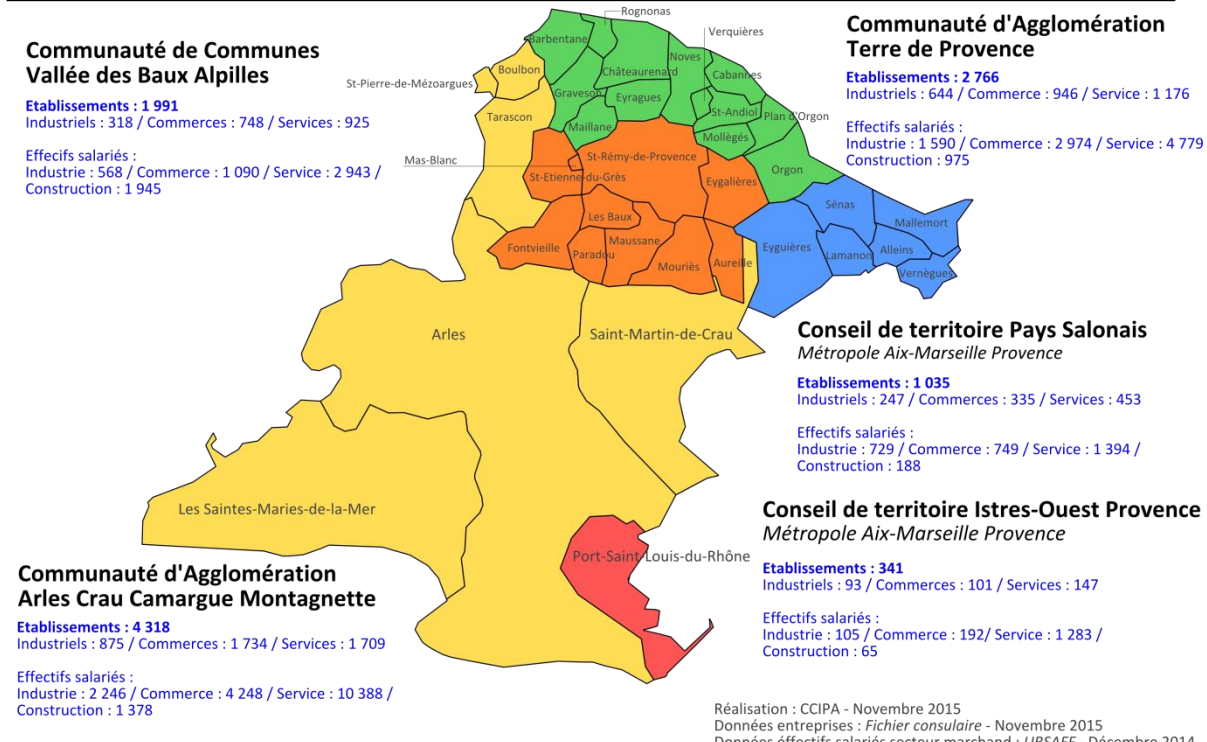 Communauté de Communes
Vallée des Baux Alpilles
Etablissements : 1 991
Industriels : 318 / Commerces : 748 / Services : 925
Effecifs salariés :
Industrie : 568 / Commerce : 1 090 / Service : 2 943 /
Construction : 1 945
Communauté d'Agglomération
Terre de Provence
Etablissements : 2 766
Industriels : 644 / Commerce : 946 / Service : 1 176
Effectifs salariés :
Industrie : 1 590 / Commerce : 2 974 / Service : 4 779
Construction : 975
Rognonas
Verquières
Barbentane
Noves
Boulbon
Châteaurenard
Cabannes
St-Pierre-de-Mézoargues
Graveson
Eyragues
St-Andiol
Plan d'Orgon
Tarascon
Maillane
Mollégés
Mas-Blanc
St-Rémy-de-Provence
Orgon
St-Etienne-du-Grès
Eygalières
Sénas
Les Baux
Mallemort
Fontvieille
Maussane
Eyguières
Alleins
Paradou
Mouriès
Aureille
Lamanon
Vernègues
Arles
Saint-Martin-de-Crau
Les Saintes-Maries-de-la-Mer
Port-Saint-Louis-du-Rhône
Conseil de territoire Pays Salonais
Métropole Aix-Marseille Provence
Etablissements : 1 035
Industriels : 247 / Commerces : 335 / Services : 453
Effectifs salariés :
Industrie : 729 / Commerce : 749 / Service : 1 394 /
Construction : 188
Conseil de territoire Istres-Ouest Provence
Métropole Aix-Marseille Provence
Etablissements : 341
Industriels : 93 / Commerces : 101 / Services : 147
Effectifs salariés :
Industrie : 105 / Commerce : 192/ Service : 1 283 /
Construction : 65
Communauté d'Agglomération
Arles Crau Camargue Montagnette
Etablissements : 4 318
Industriels : 875 / Commerces : 1 734 / Services : 1 709
Effectifs salariés :
Industrie : 2 246 / Commerce : 4 248 / Service : 10 388 /
Construction : 1 378
Réalisation : CCIPA - Novembre 2015
Données entreprises : Fichier consulaire - Novembre 2015
Données éffectifs salariés secteur marchand : URSAFF - Décembre 2014